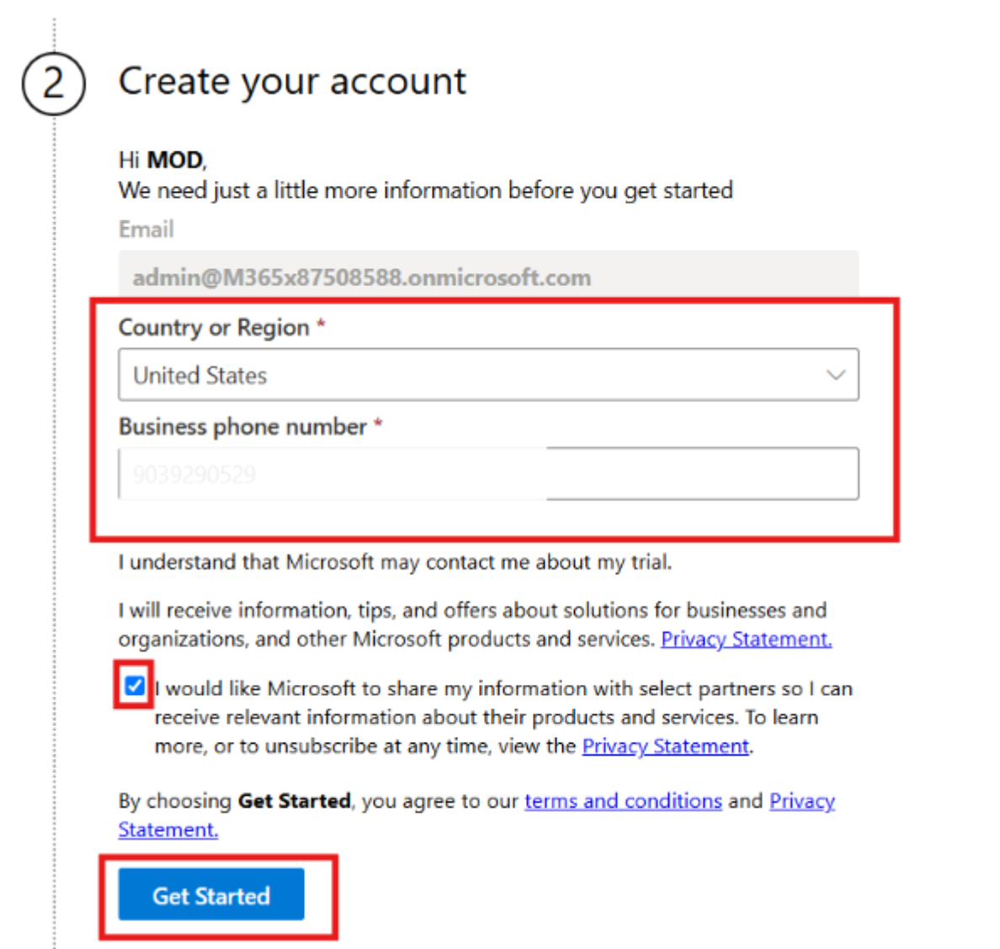 2
Create your account
Hi MOD,
We need just a little more information before you get started
Email
admin@M365x87508588.onmicrosoft.com
Country or Region *
United States
Business phone number *
9039290529
I understand that Microsoft may contact me about my trial.
I will receive information, tips, and offers about solutions for businesses and
organizations, and other Microsoft products and services. Privacy Statement.
I would like Microsoft to share my information with select partners so I can
receive relevant information about their products and services. To learn
more, or to unsubscribe at any time, view the Privacy Statement.
By choosing Get Started, you agree to our terms and conditions and Privacy
Statement.
Get Started